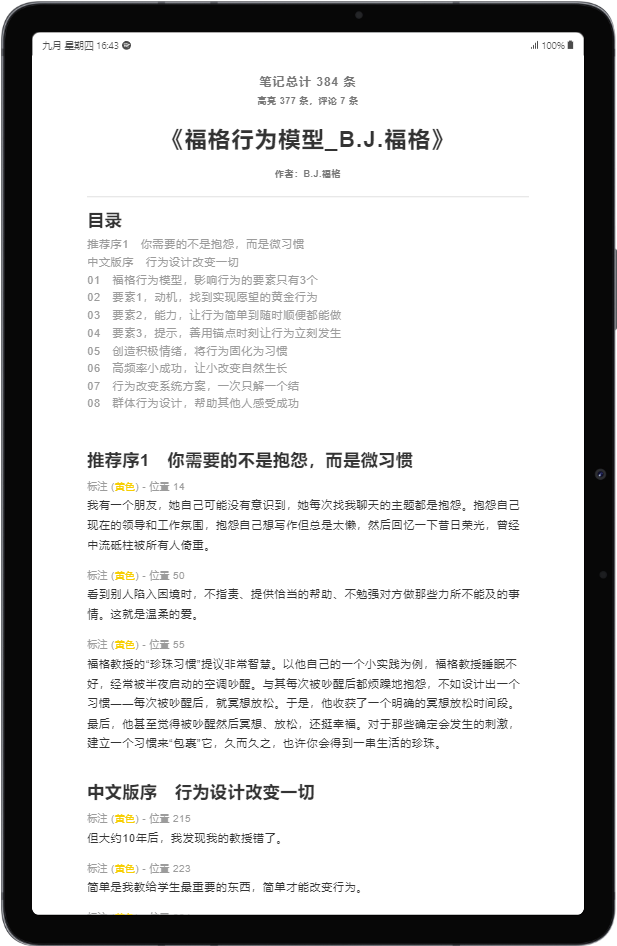 九月 星期四 16:43
100%
笔记总计 384 条
高亮 377 条，评论 7 条
《福格行为模型_B.J.福格》
作者：B.J.福格
目录
推荐序1 你需要的不是抱怨，而是微习惯
中文版序 行为设计改变一切
01 福格行为模型，影响行为的要素只有3个
02 要素1，动机，找到实现愿望的黄金行为
03 要素2，能力，让行为简单到随时顺便都能做
04 要素3，提示，善用锚点时刻让行为立刻发生
05 创造积极情绪，将行为固化为习惯
06 高频率小成功，让小改变自然生长
07 行为改变系统方案，一次只解一个结
08 群体行为设计，帮助其他人感受成功
推荐序1 你需要的不是抱怨，而是微习惯
标注 (黄色) - 位置 14
我有一个朋友，她自己可能没有意识到，她每次找我聊天的主题都是抱怨。抱怨自己
现在的领导和工作氛围，抱怨自己想写作但总是太懒，然后回忆一下昔日荣光，曾经
中流砥柱被所有人倚重。
标注 (黄色) - 位置 50
看到别人陷入困境时，不指责、提供恰当的帮助、不勉强对方做那些力所不能及的事
情。这就是温柔的爱。
标注 (黄色) - 位置 55
福格教授的“珍珠习惯”提议非常智慧。以他自己的一个小实践为例，福格教授睡眠不
好，经常被半夜启动的空调吵醒。与其每次被吵醒后都烦躁地抱怨，不如设计出一个
习惯——每次被吵醒后，就冥想放松。于是，他收获了一个明确的冥想放松时间段。
最后，他甚至觉得被吵醒然后冥想、放松，还挺幸福。对于那些确定会发生的刺激，
建立一个习惯来“包裹”它，久而久之，也许你会得到一串生活的珍珠。
中文版序 行为设计改变一切
标注 (黄色) - 位置 215
但大约10年后，我发现我的教授错了。
标注 (黄色) - 位置 223
简单是我教给学生最重要的东西，简单才能改变行为。